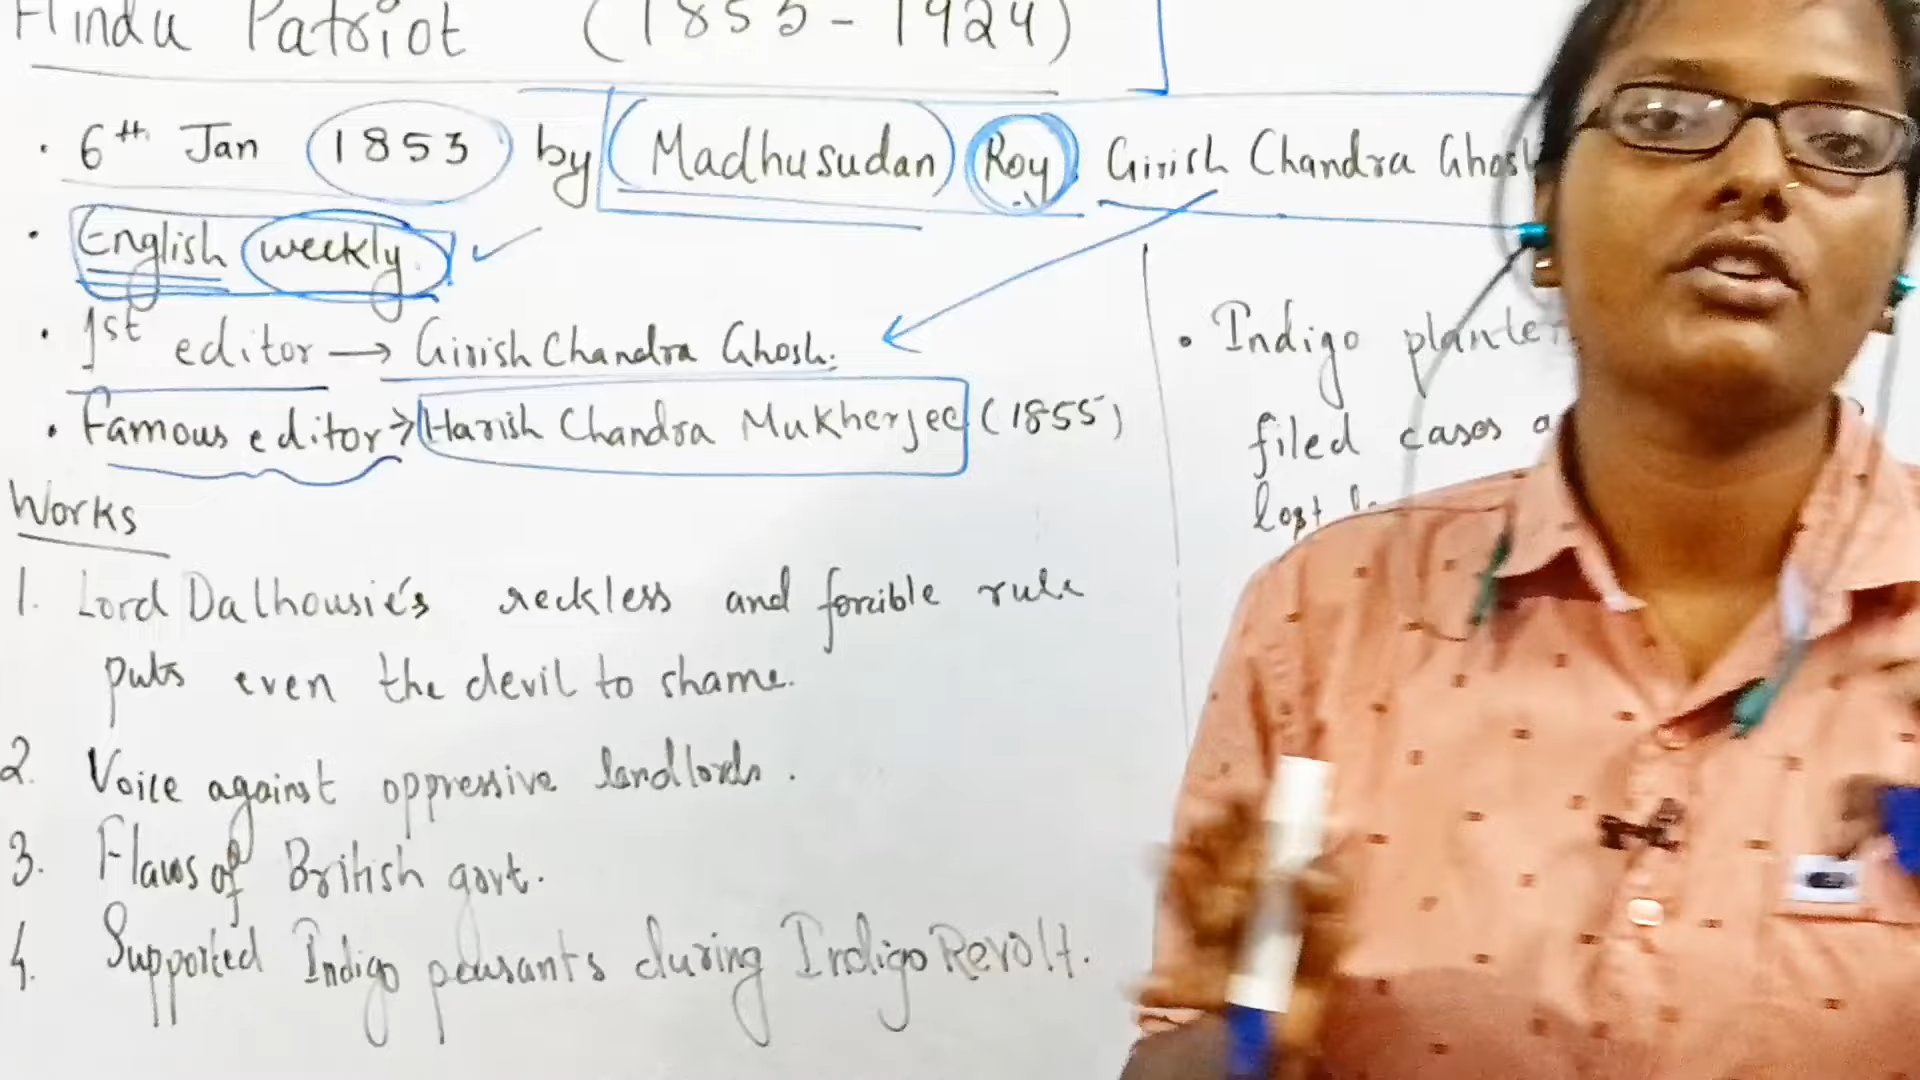 Hindu Patriot (1853-1924)
• 6th Jan 1853 by Madhusudan Roy Girish Chandra Ghosh
• English weekly.
• 1st editor → Girish Chandra Ghosh.
• Famous editor → Harish Chandra Mukherjee (1855)
Works
1. Lord Dalhousie's reckless and forcible rule
puts even the devil to shame.
2. Voice against oppressive landlords.
3. Flaws of British govt.
4. Supported Indigo peasants during Indigo Revolt.
• Indigo planter
filed cases
lost